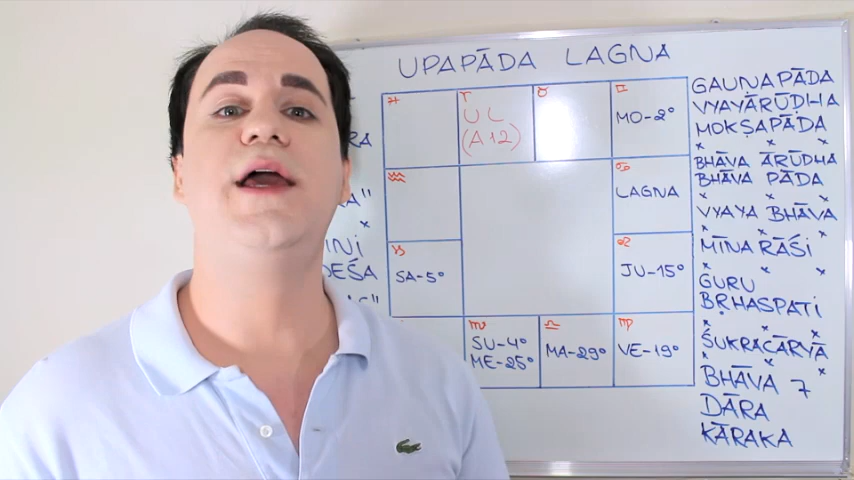 UPAPĀDA LAGNA
♓ ♈ ♉ ♊
UL
(A12)
MO-2°
♒ ♋
LAGNA
♑ ♌
SA-5°
JU-15°
♏ ♎ ♍
SU-4°
ME-25°
MA-29°
VE-19°
GAUNAPĀDA
VYAYĀRŪḌHA
MOKṢAPĀDA
x x x
BHĀVA ĀRŪḌHA
BHĀVA PĀDA
x x x
VYAYA BHĀVA
x x x
MĪNA RĀŚI
x x x
GURU
BṚHASPATI
x x x
ŚUKRACĀRYĀ
x x x
BHĀVA 7
DĀRA
KĀRAKA